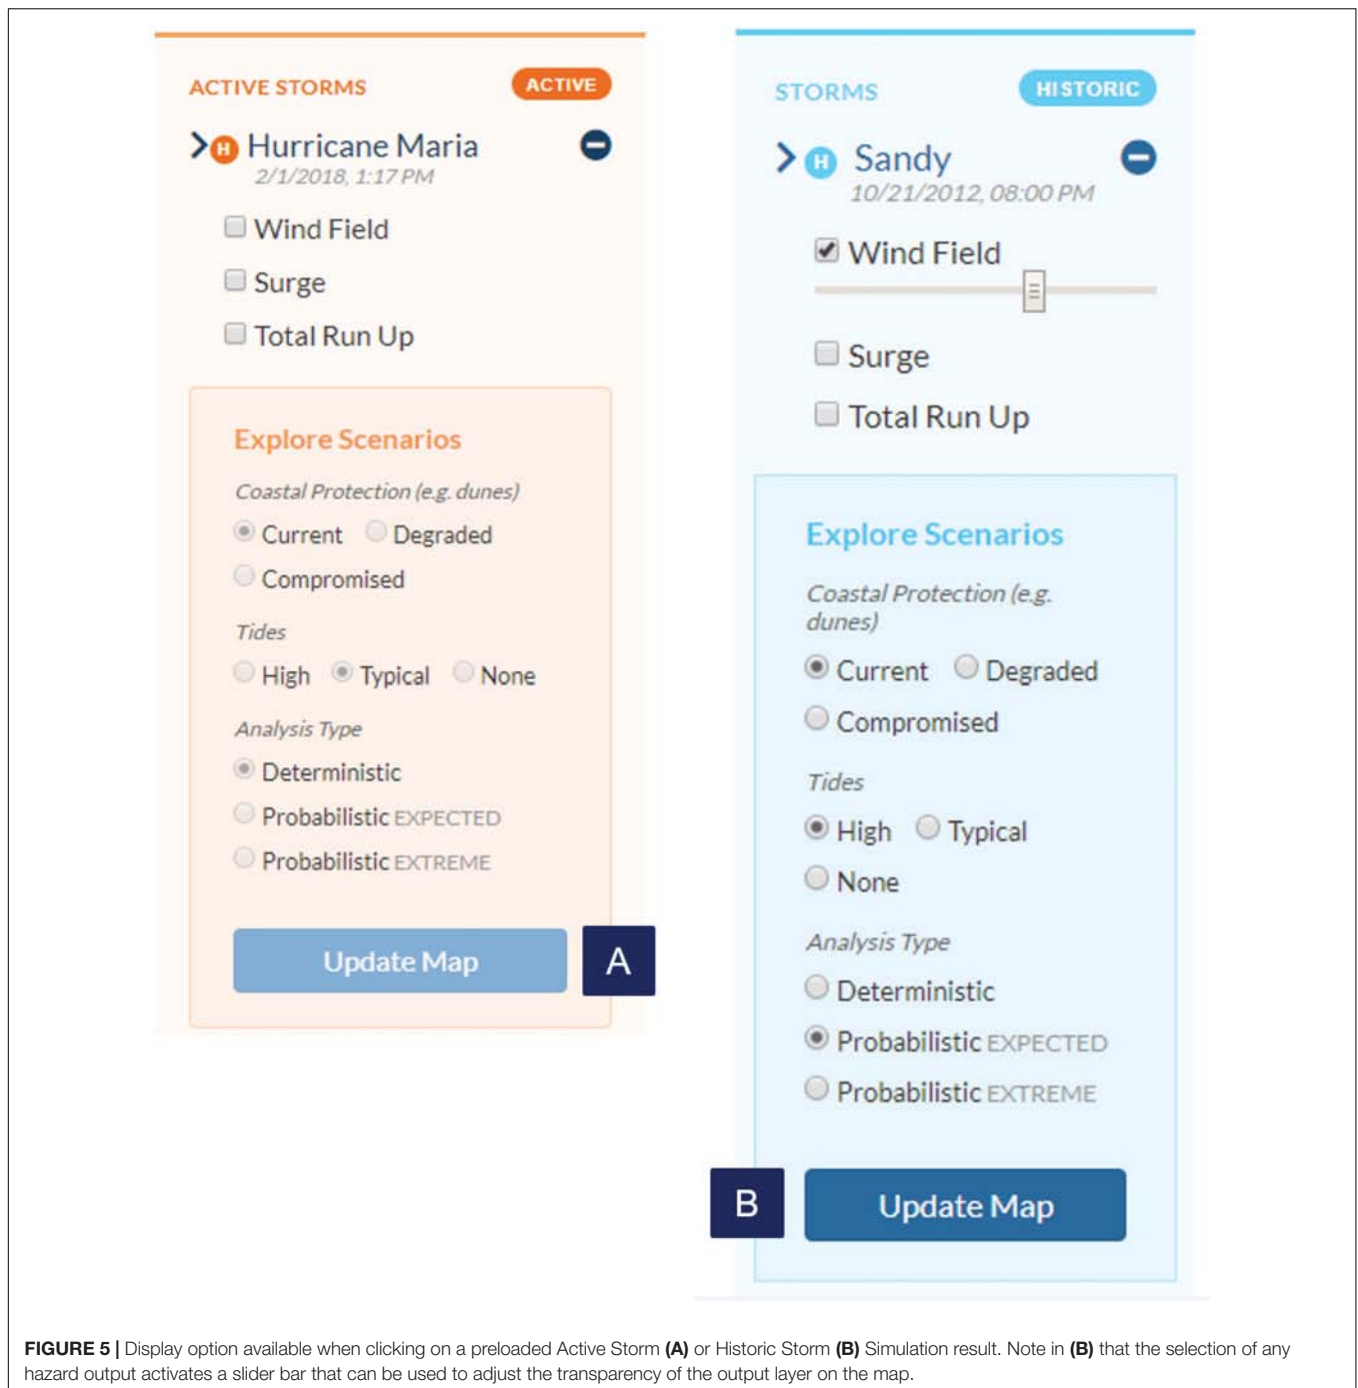 ACTIVE STORMS ACTIVE
H Hurricane Maria
2/1/2018, 1:17 PM
Wind Field
Surge
Total Run Up
Explore Scenarios
Coastal Protection (e.g. dunes)
Current Degraded
Compromised
Tides
High Typical None
Analysis Type
Deterministic
Probabilistic EXPECTED
Probabilistic EXTREME
Update Map
A
STORMS HISTORIC
H Sandy
10/21/2012, 08:00 PM
Wind Field
Surge
Total Run Up
Explore Scenarios
Coastal Protection (e.g.
dunes)
Current Degraded
Compromised
Tides
High Typical
None
Analysis Type
Deterministic
Probabilistic EXPECTED
Probabilistic EXTREME
B
Update Map
FIGURE 5 | Display option available when clicking on a preloaded Active Storm (A) or Historic Storm (B) Simulation result. Note in (B) that the selection of any
hazard output activates a slider bar that can be used to adjust the transparency of the output layer on the map.